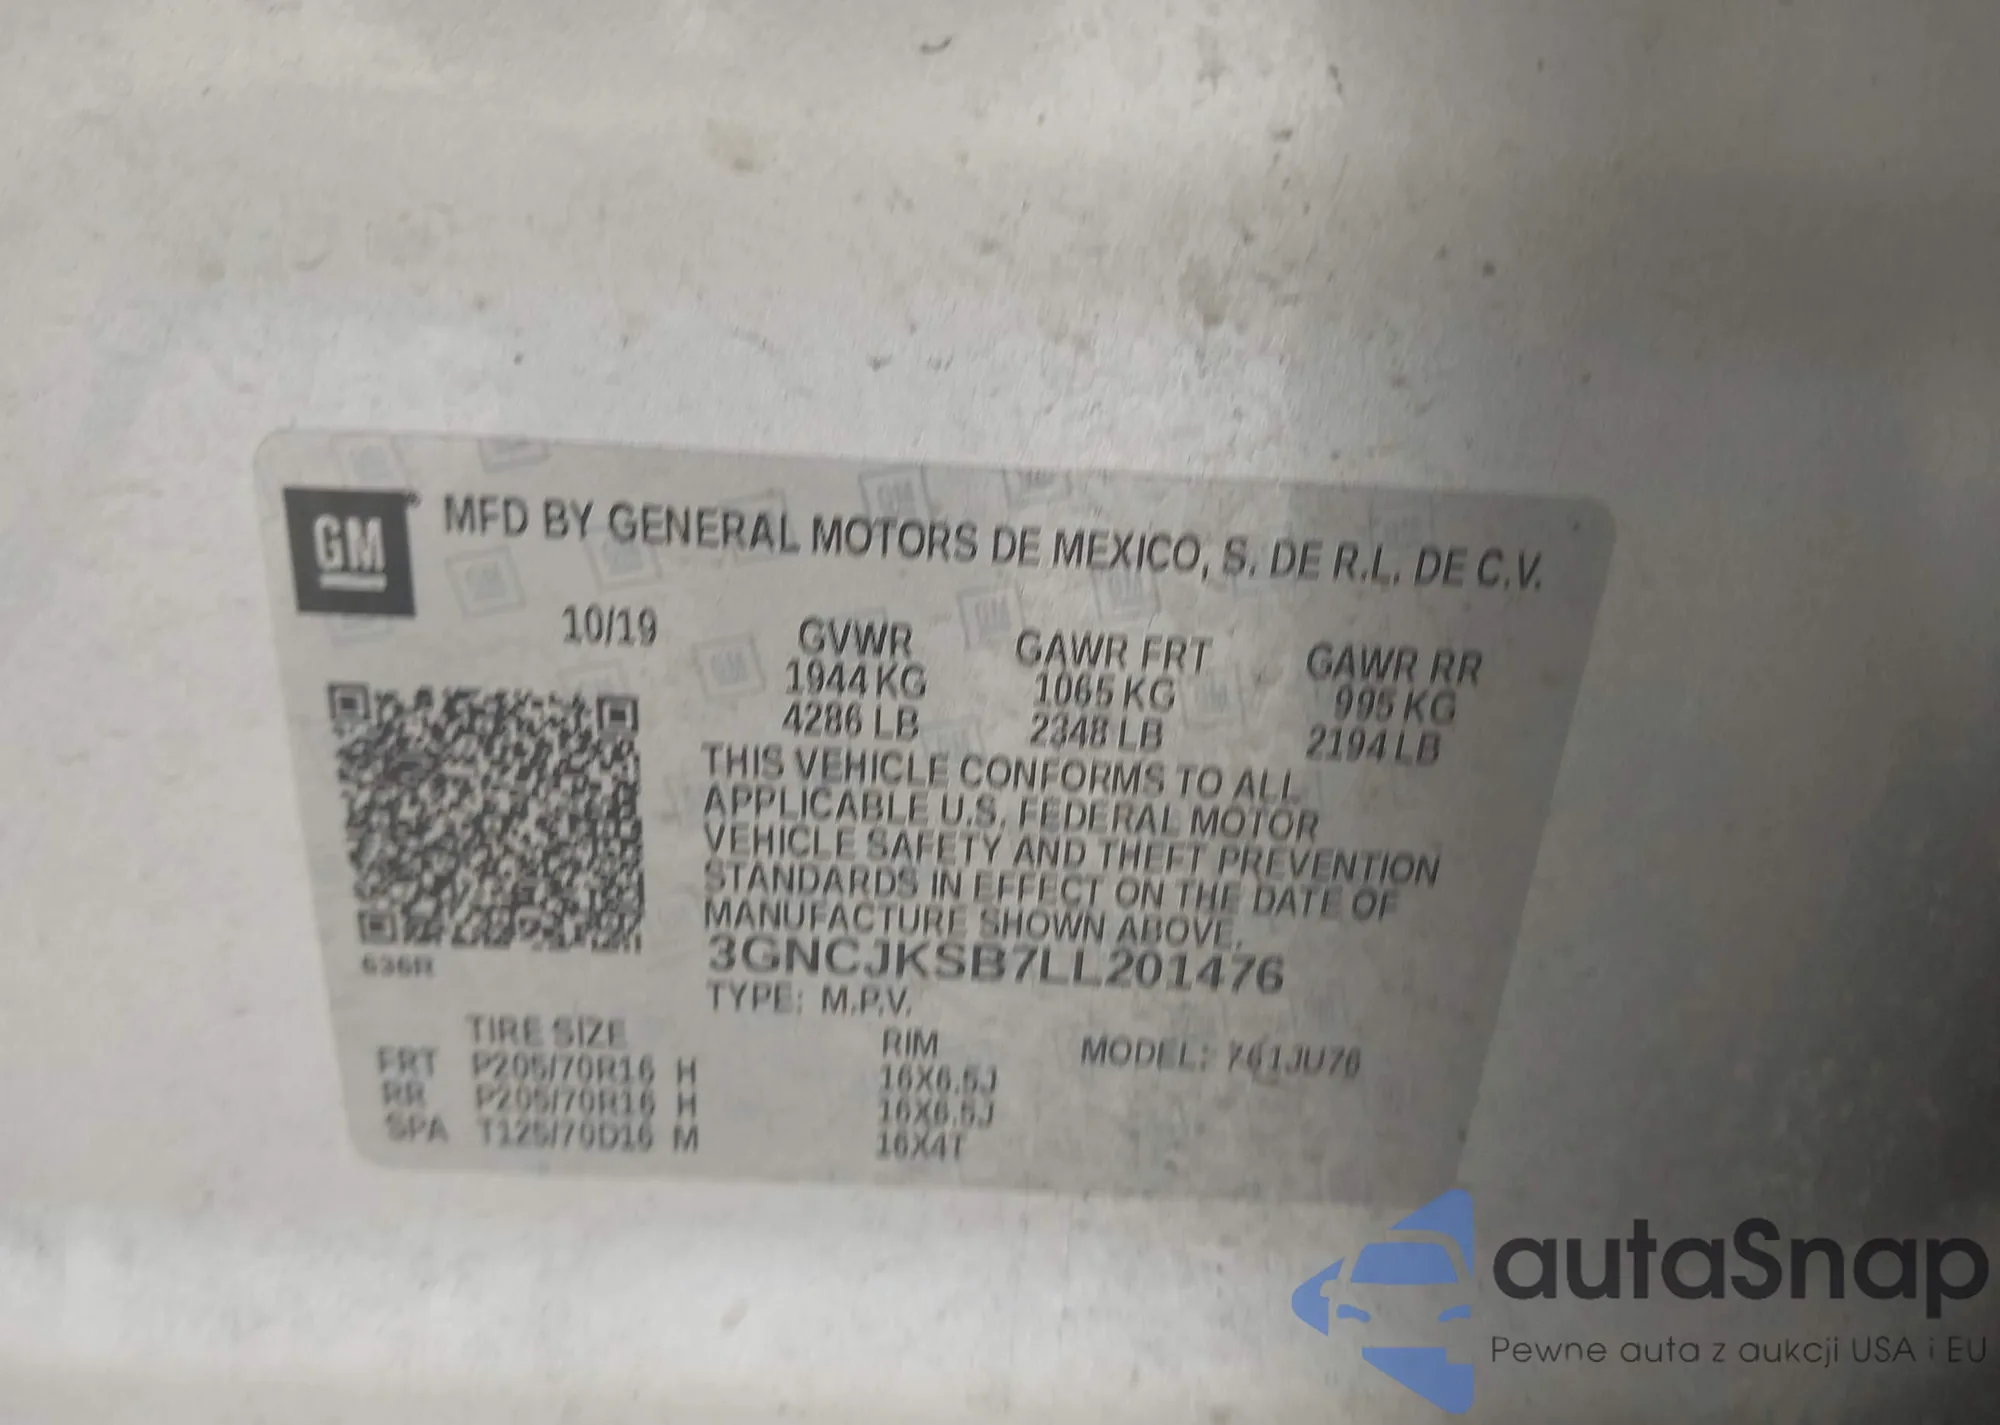 GM MFD BY GENERAL MOTORS DE MEXICO, S. DE R.L. DE C.V.
10/19 GVWR GAWR FRT GAWR RR
1944 KG 1065 KG 995 KG
4286 LB 2348 LB 2194 LB
THIS VEHICLE CONFORMS TO ALL
APPLICABLE U.S. FEDERAL MOTOR
VEHICLE SAFETY AND THEFT PREVENTION
STANDARDS IN EFFECT ON THE DATE OF
MANUFACTURE SHOWN ABOVE.
3GNCJKSB7LL201476
636R
TYPE: M.P.V.
TIRE SIZE RIM MODEL: 761JU76
FRT P205/70R16 H 16X6.5J
RR P205/70R16 H 16X6.5J
SPA T125/70D16 M 16X4T
autaSnap
Pewne auta z aukcji USA i EU